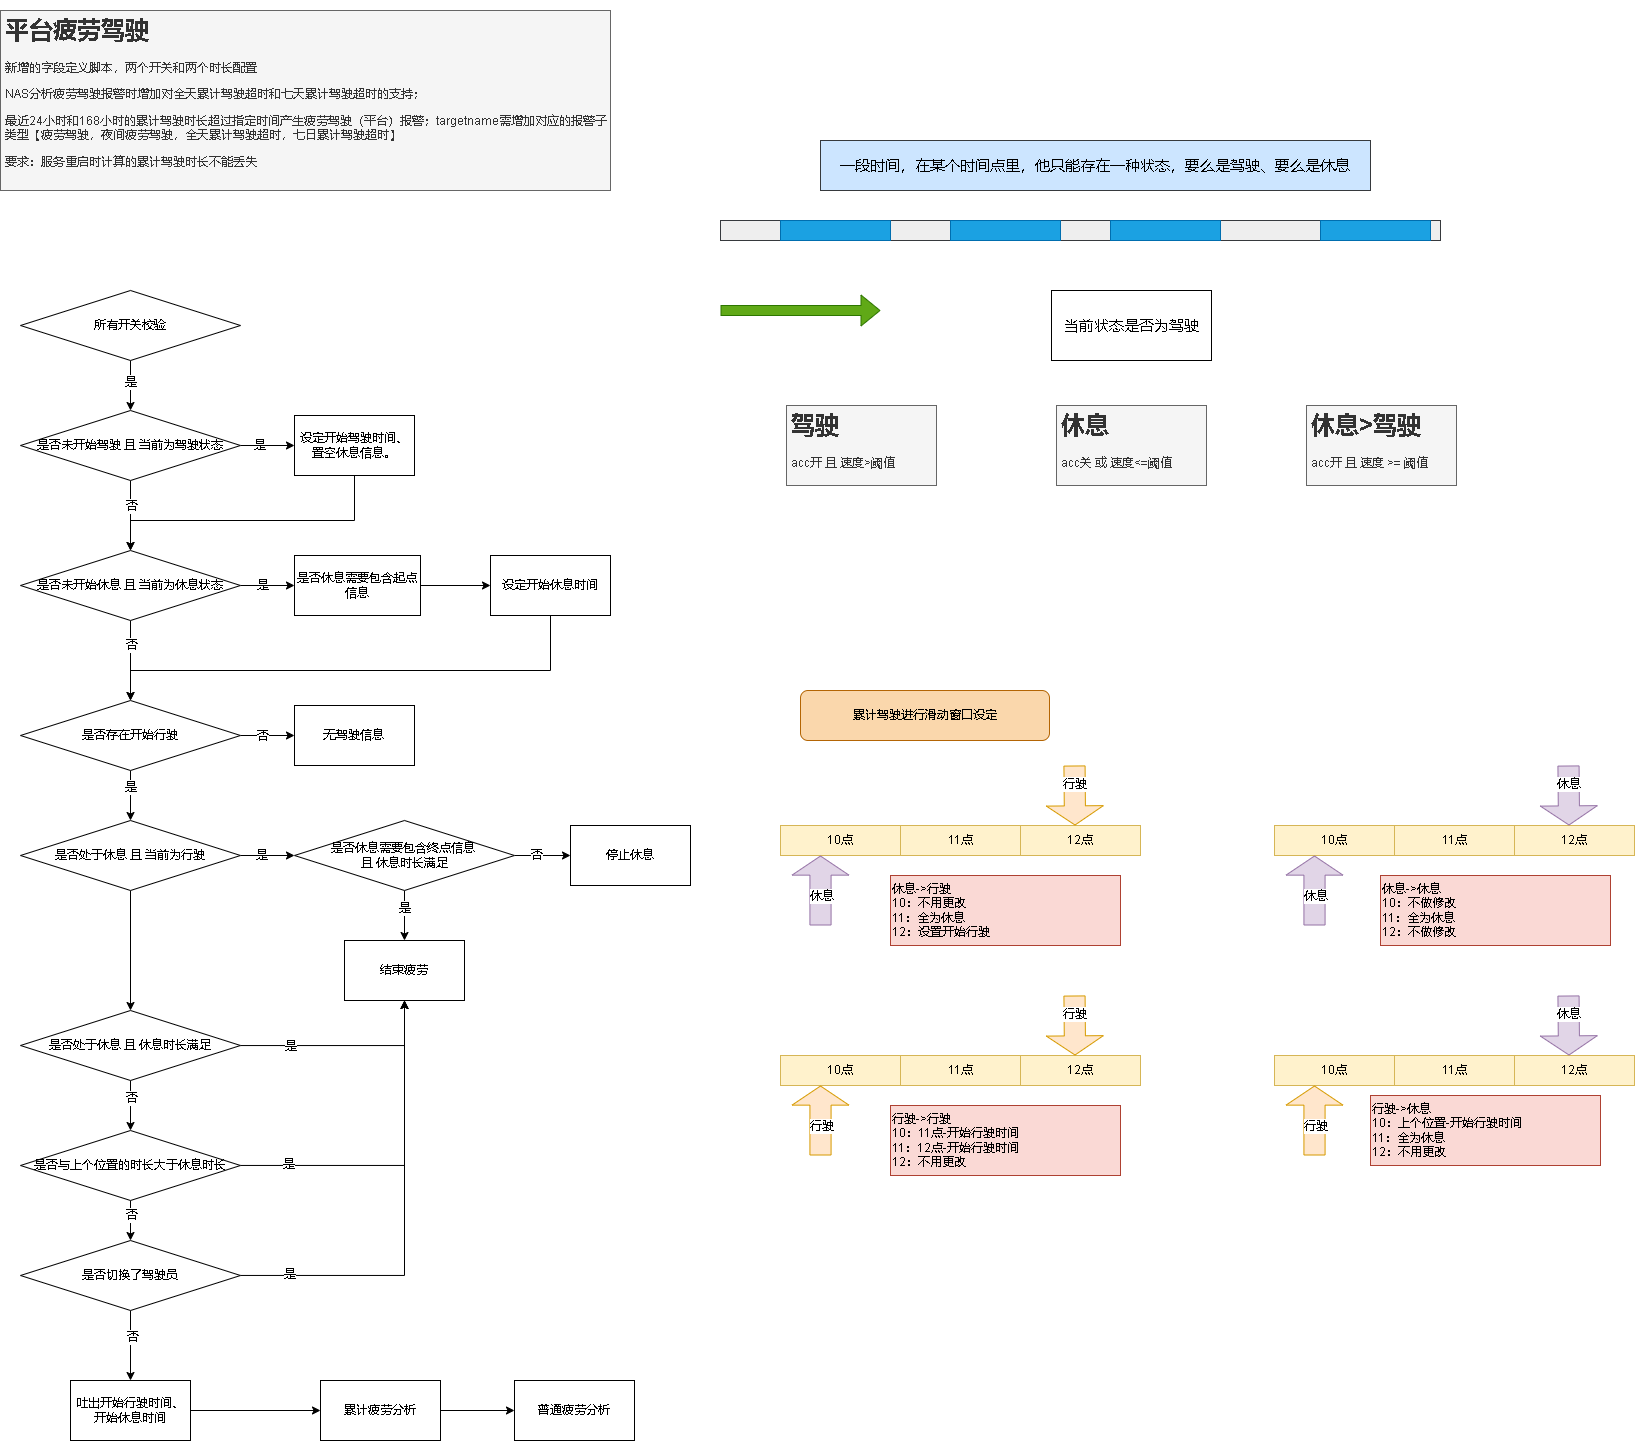 平台疲劳驾驶
新增的字段定义脚本，两个开关和两个时长配置
NAS分析疲劳驾驶报警时增加对全天累计驾驶超时和七天累计驾驶超时的支持；
最近24小时和168小时的累计驾驶时长超过指定时间产生疲劳驾驶（平台）报警；targetname需增加对应的报警子
类型【疲劳驾驶，夜间疲劳驾驶，全天累计驾驶超时，七日累计驾驶超时】
要求：服务重启时计算的累计驾驶时长不能丢失
一段时间，在某个时间点里，他只能存在一种状态，要么是驾驶、要么是休息
当前状态是否为驾驶
驾驶
acc开 且 速度>阈值
休息
acc关 或 速度<=阈值
休息>驾驶
acc开 且 速度 >= 阈值
所有开关校验
是
是否未开始驾驶 且 当前为驾驶状态
是
设定开始驾驶时间、
置空休息信息。
否
是否未开始休息 且 当前为休息状态
是
是否休息需要包含起点
信息
设定开始休息时间
否
是否存在开始行驶
否
无驾驶信息
是
是否处于休息 且 当前为行驶
是
是否休息需要包含终点信息
且 休息时长满足
否
停止休息
是
结束疲劳
是否处于休息 且 休息时长满足
是
否
是否与上个位置的时长大于休息时长
是
否
是否切换了驾驶员
是
否
吐出开始行驶时间、
开始休息时间
累计疲劳分析
普通疲劳分析
累计驾驶进行滑动窗口设定
行驶
10点
11点
12点
休息
休息->行驶
10：不用更改
11：全为休息
12：设置开始行驶
休息
10点
11点
12点
休息
休息->休息
10：不做修改
11：全为休息
12：不做修改
行驶
10点
11点
12点
行驶
行驶->行驶
10：11点-开始行驶时间
11：12点-开始行驶时间
12：不用更改
休息
10点
11点
12点
行驶
行驶->休息
10：上个位置-开始行驶时间
11：全为休息
12：不用更改